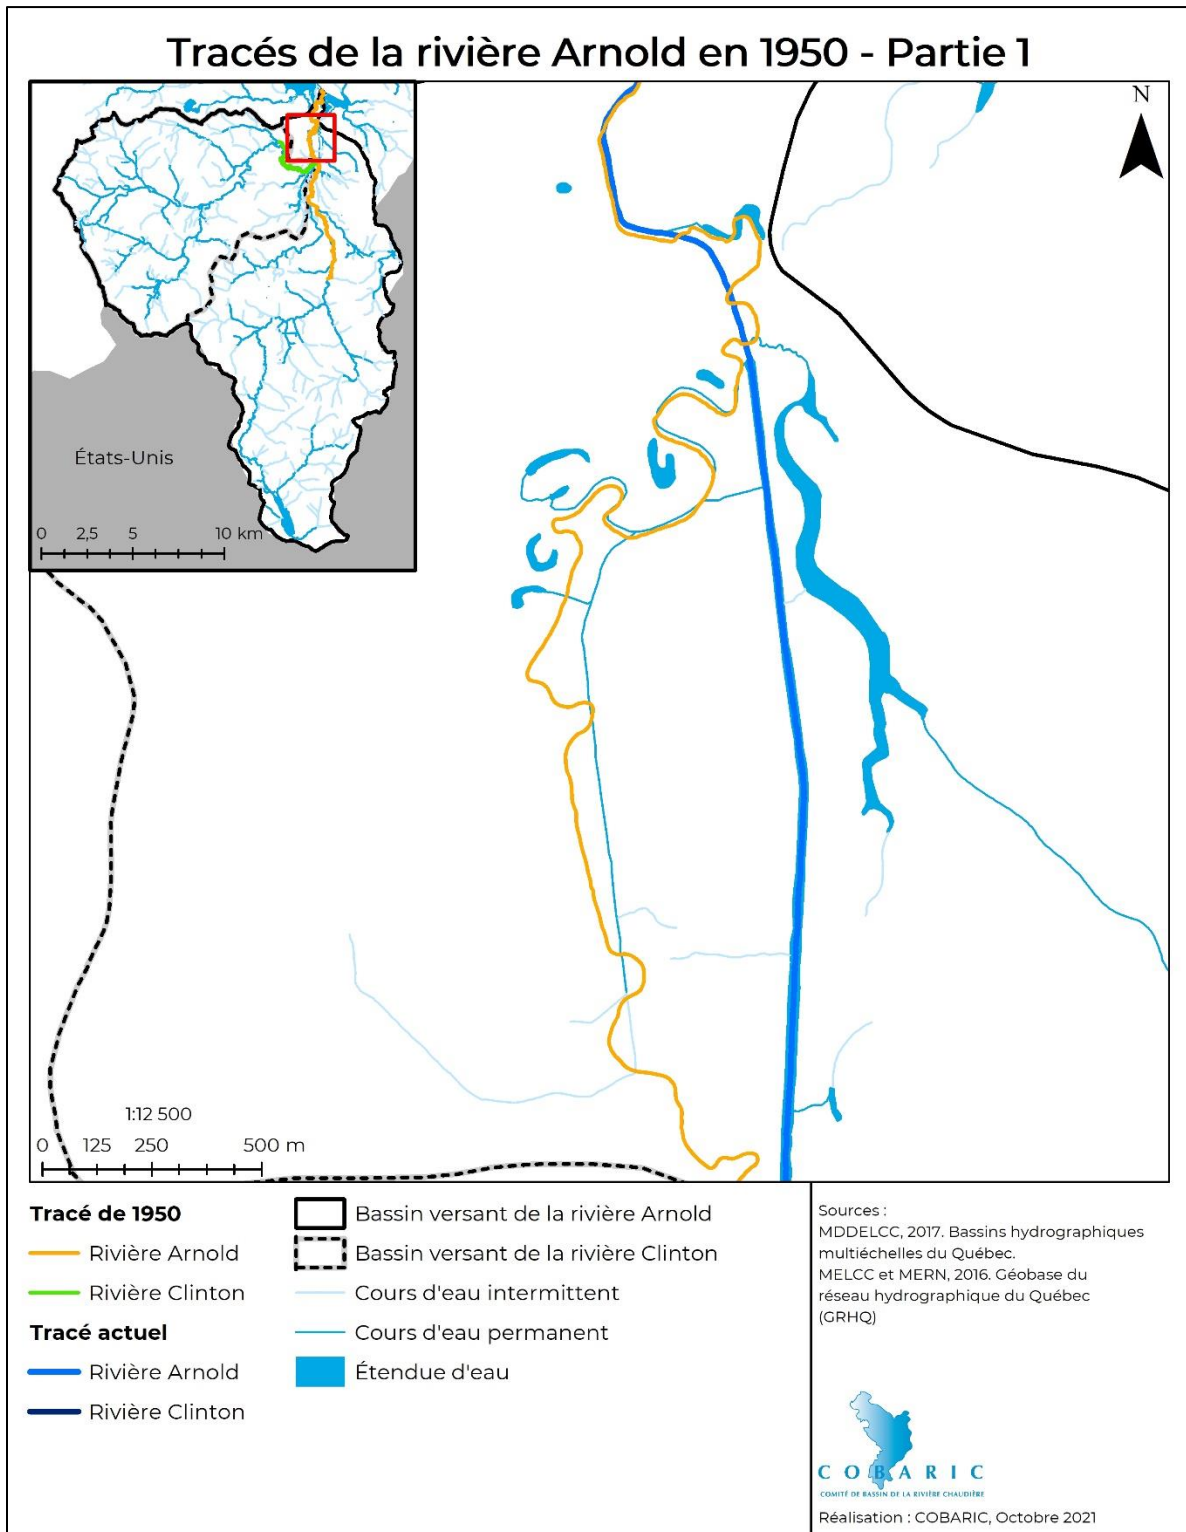 Tracés de la rivière Arnold en 1950 - Partie 1
N
États-Unis
0 2,5 5 10 km
1:12 500
0 125 250 500 m
Tracé de 1950
Rivière Arnold
Rivière Clinton
Tracé actuel
Rivière Arnold
Rivière Clinton
Bassin versant de la rivière Arnold
Bassin versant de la rivière Clinton
Cours d'eau intermittent
Cours d'eau permanent
Étendue d'eau
Sources :
MDDELCC, 2017. Bassins hydrographiques
multiéchelles du Québec.
MELCC et MERN, 2016. Géobase du
réseau hydrographique du Québec
(GRHQ)
COBARIC
COMITÉ DE BASSIN DE LA RIVIÈRE CHAUDIÈRE
Réalisation : COBARIC, Octobre 2021